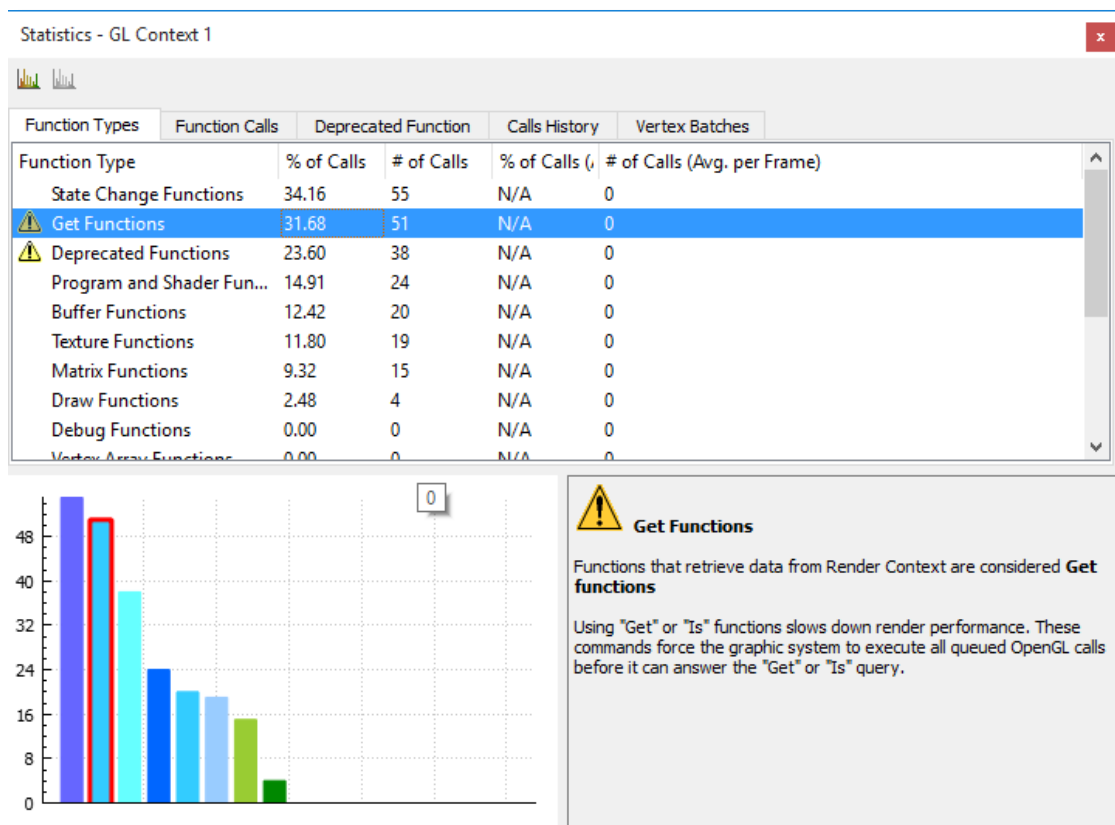 Statistics - GL Context 1
x
Function Types Function Calls Deprecated Function Calls History Vertex Batches
Function Type % of Calls # of Calls % of Calls (. # of Calls (Avg. per Frame)
State Change Functions 34.16 55 N/A 0
Get Functions 31.68 51 N/A 0
Deprecated Functions 23.60 38 N/A 0
Program and Shader Fun... 14.91 24 N/A 0
Buffer Functions 12.42 20 N/A 0
Texture Functions 11.80 19 N/A 0
Matrix Functions 9.32 15 N/A 0
Draw Functions 2.48 4 N/A 0
Debug Functions 0.00 0 N/A 0
Vertex Array Functions 0.00 0 N/A 0
0
48
40
32
24
16
8
0
Get Functions
Functions that retrieve data from Render Context are considered Get
functions
Using "Get" or "Is" functions slows down render performance. These
commands force the graphic system to execute all queued OpenGL calls
before it can answer the "Get" or "Is" query.